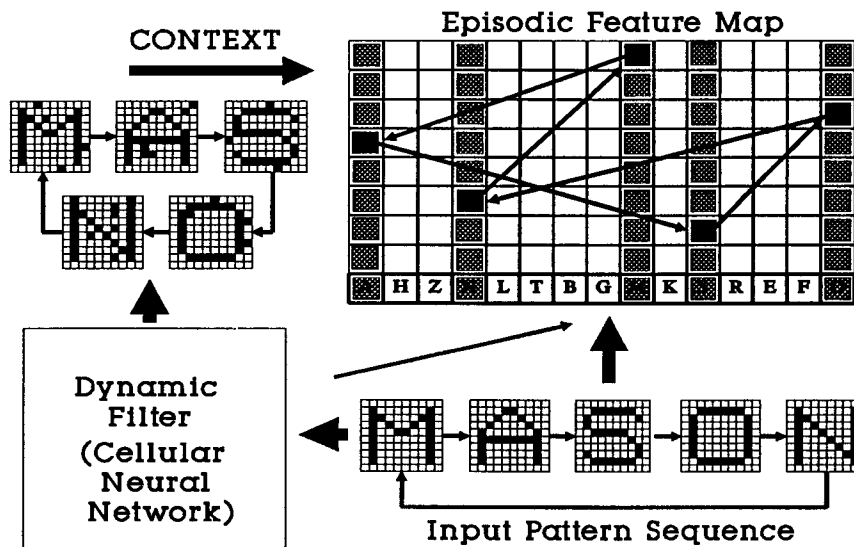 Episodic Feature Map
CONTEXT
M A S
N O
H Z L T B G K R E F
Dynamic
Filter
(Cellular
Neural
Network)
M A S O N
Input Pattern Sequence